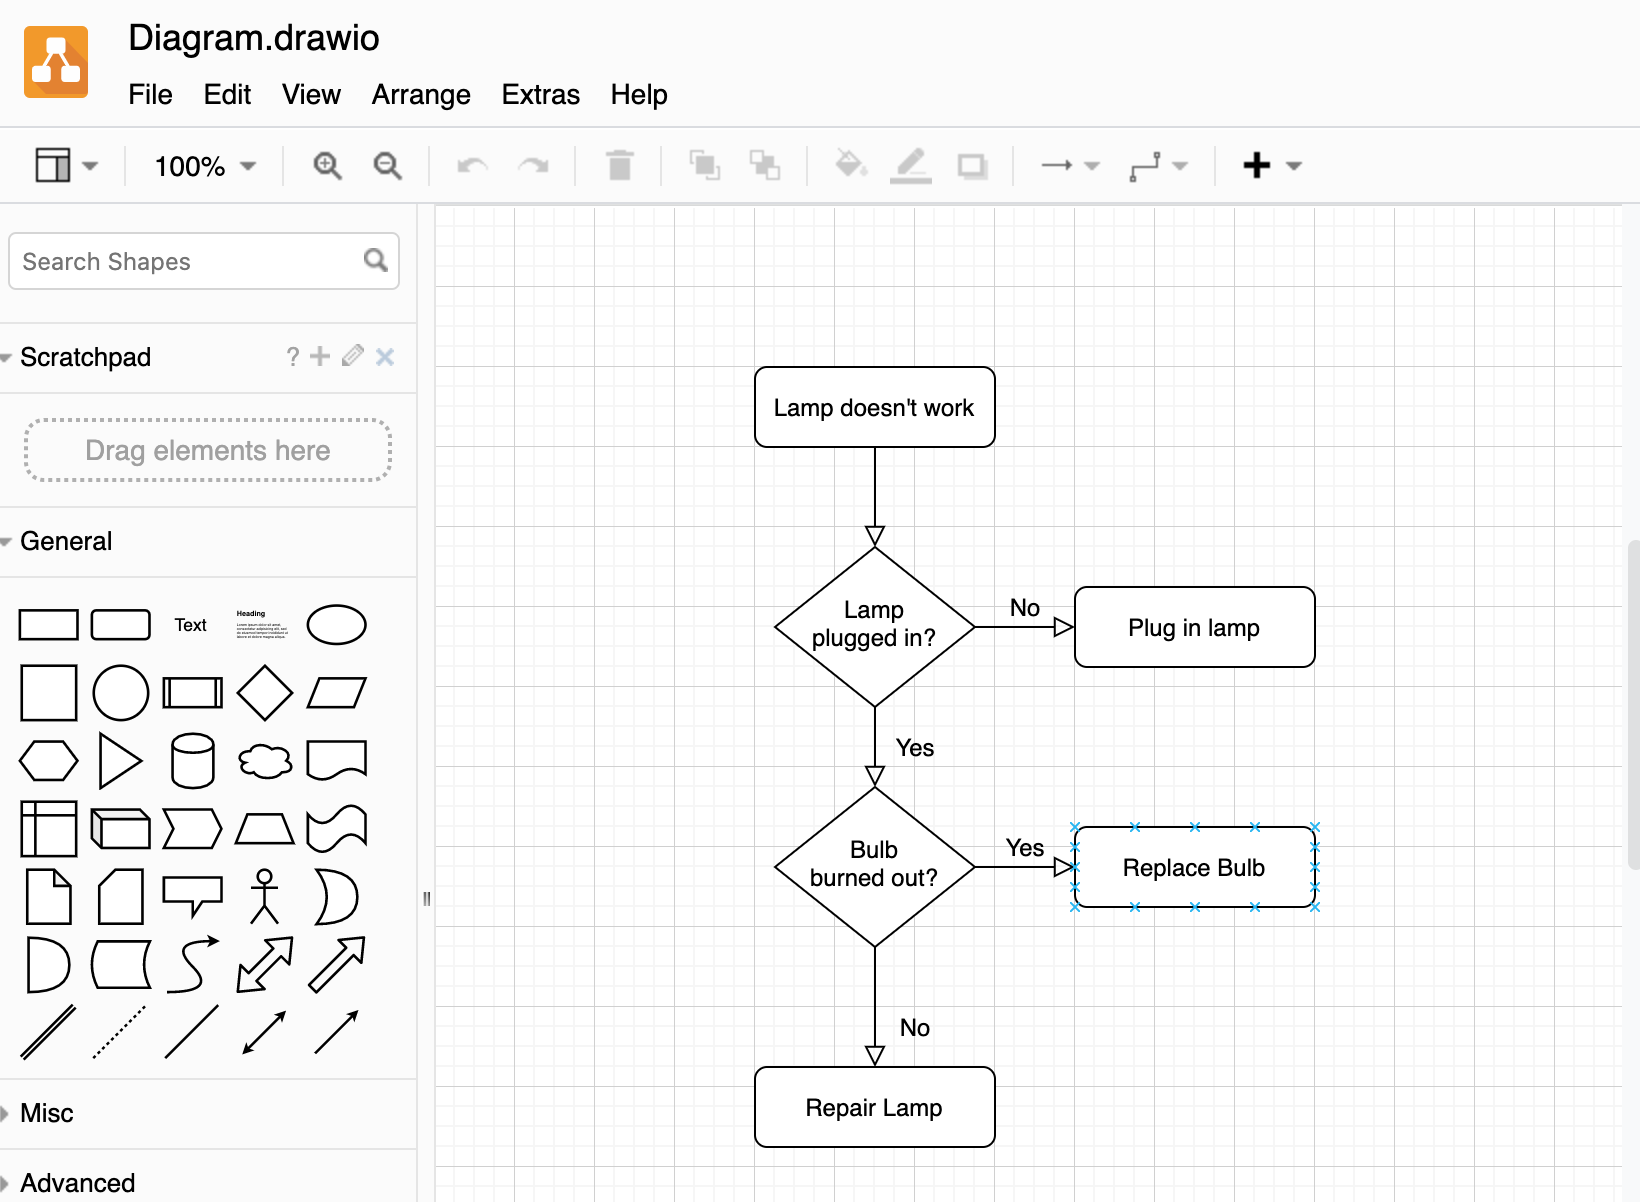 Diagram.drawio
File Edit View Arrange Extras Help
100%
Search Shapes
Scratchpad ?
Drag elements here
General
Text
Heading
Misc
Advanced
Lamp doesn't work
Lamp
plugged in?
No
Plug in lamp
Yes
Bulb
burned out?
Yes
Replace Bulb
No
Repair Lamp